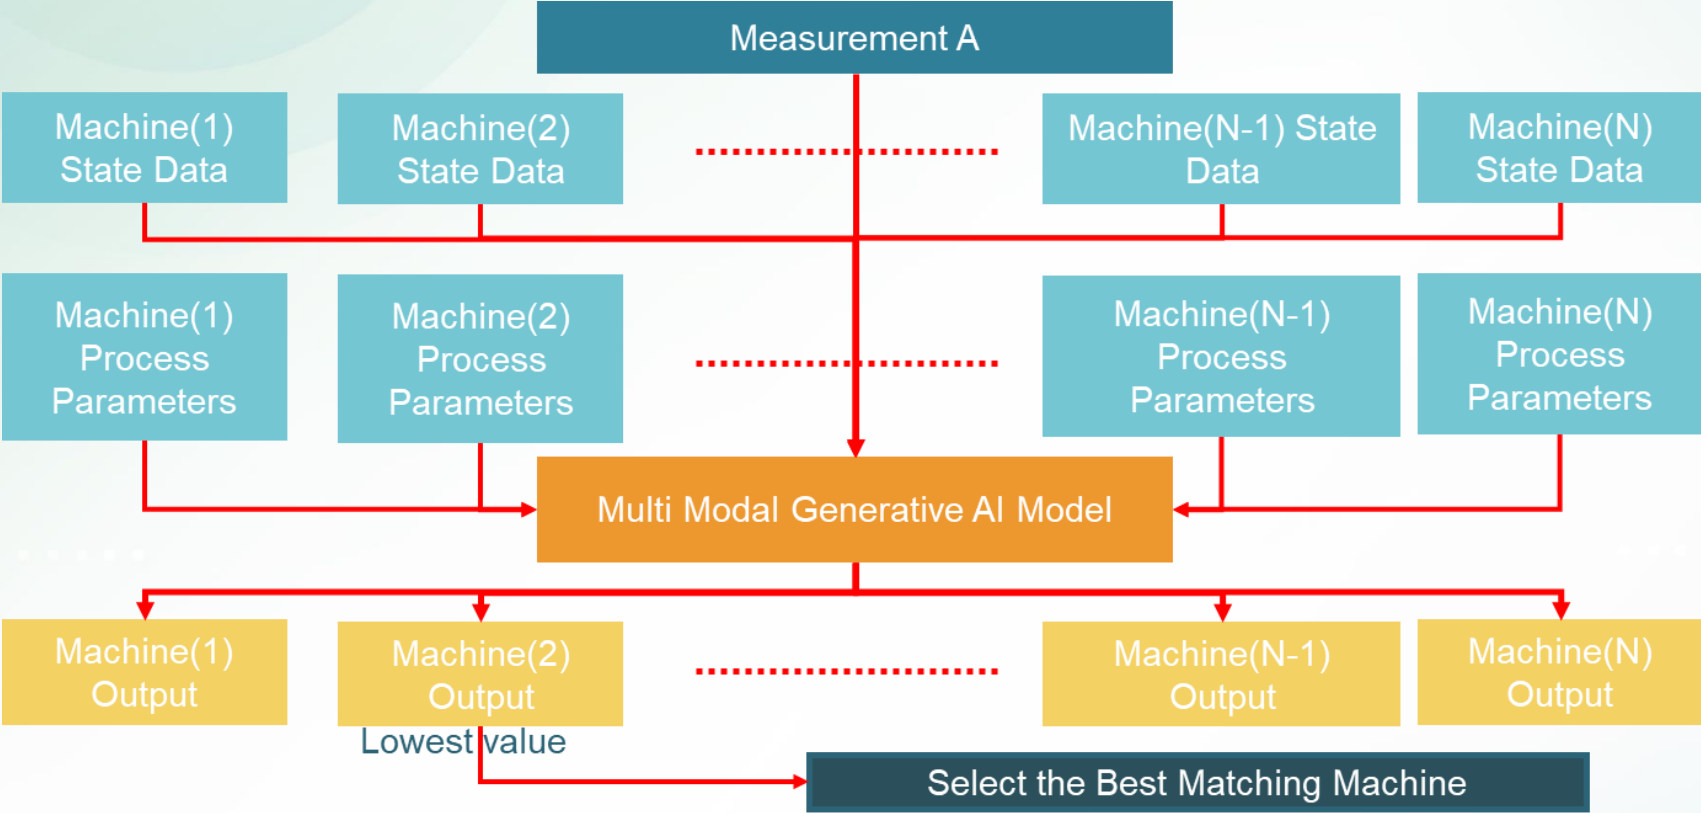 Measurement A
Machine(1)
State Data
Machine(2)
State Data
Machine(N-1) State
Data
Machine(N)
State Data
Machine(1)
Process
Parameters
Machine(2)
Process
Parameters
Machine(N-1)
Process
Parameters
Machine(N)
Process
Parameters
Multi Modal Generative AI Model
Machine(1)
Output
Machine(2)
Output
Machine(N-1)
Output
Machine(N)
Output
Lowest value
Select the Best Matching Machine